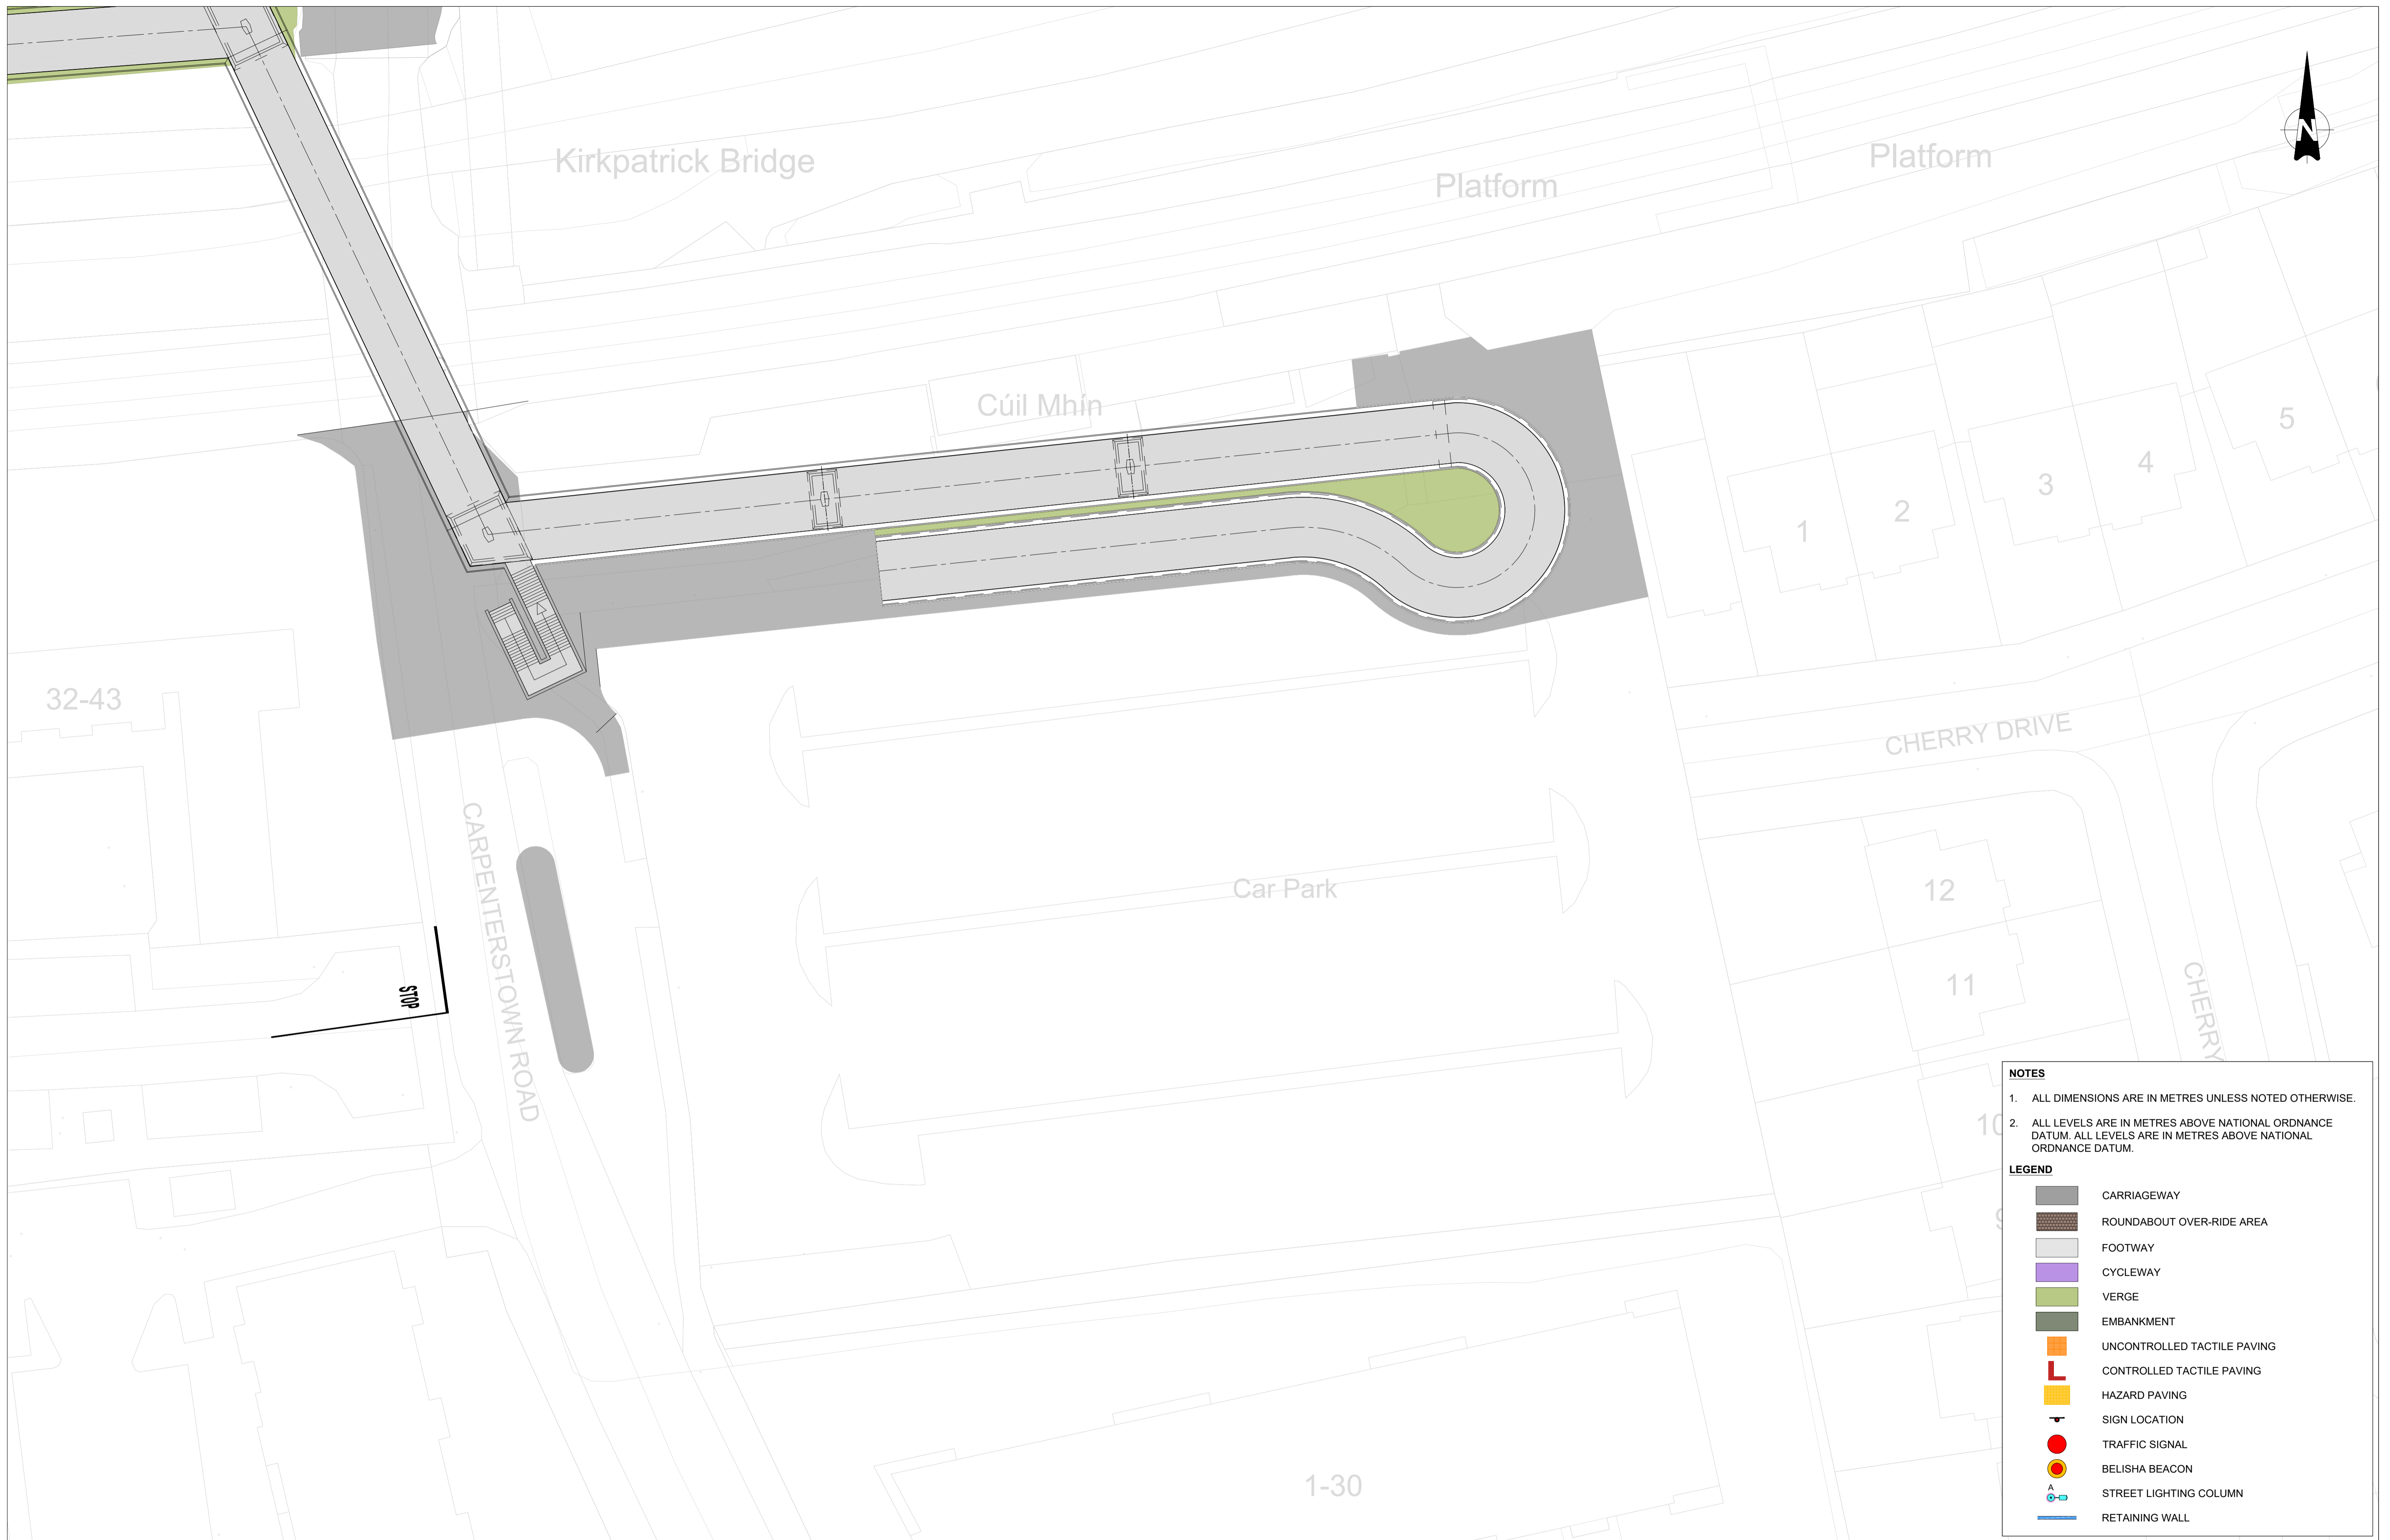 N
Kirkpatrick Bridge
Platform
Platform
Cúil Mhín
1
2
3
4
5
32-43
CHERRY DRIVE
CARPENTERSTOWN ROAD
Car Park
STOP
12
11
CHERRY
10
9
1-30
NOTES
1. ALL DIMENSIONS ARE IN METRES UNLESS NOTED OTHERWISE.
2. ALL LEVELS ARE IN METRES ABOVE NATIONAL ORDNANCE
DATUM. ALL LEVELS ARE IN METRES ABOVE NATIONAL
ORDNANCE DATUM.
LEGEND
CARRIAGEWAY
ROUNDABOUT OVER-RIDE AREA
FOOTWAY
CYCLEWAY
VERGE
EMBANKMENT
UNCONTROLLED TACTILE PAVING
CONTROLLED TACTILE PAVING
HAZARD PAVING
SIGN LOCATION
TRAFFIC SIGNAL
BELISHA BEACON
A
STREET LIGHTING COLUMN
RETAINING WALL